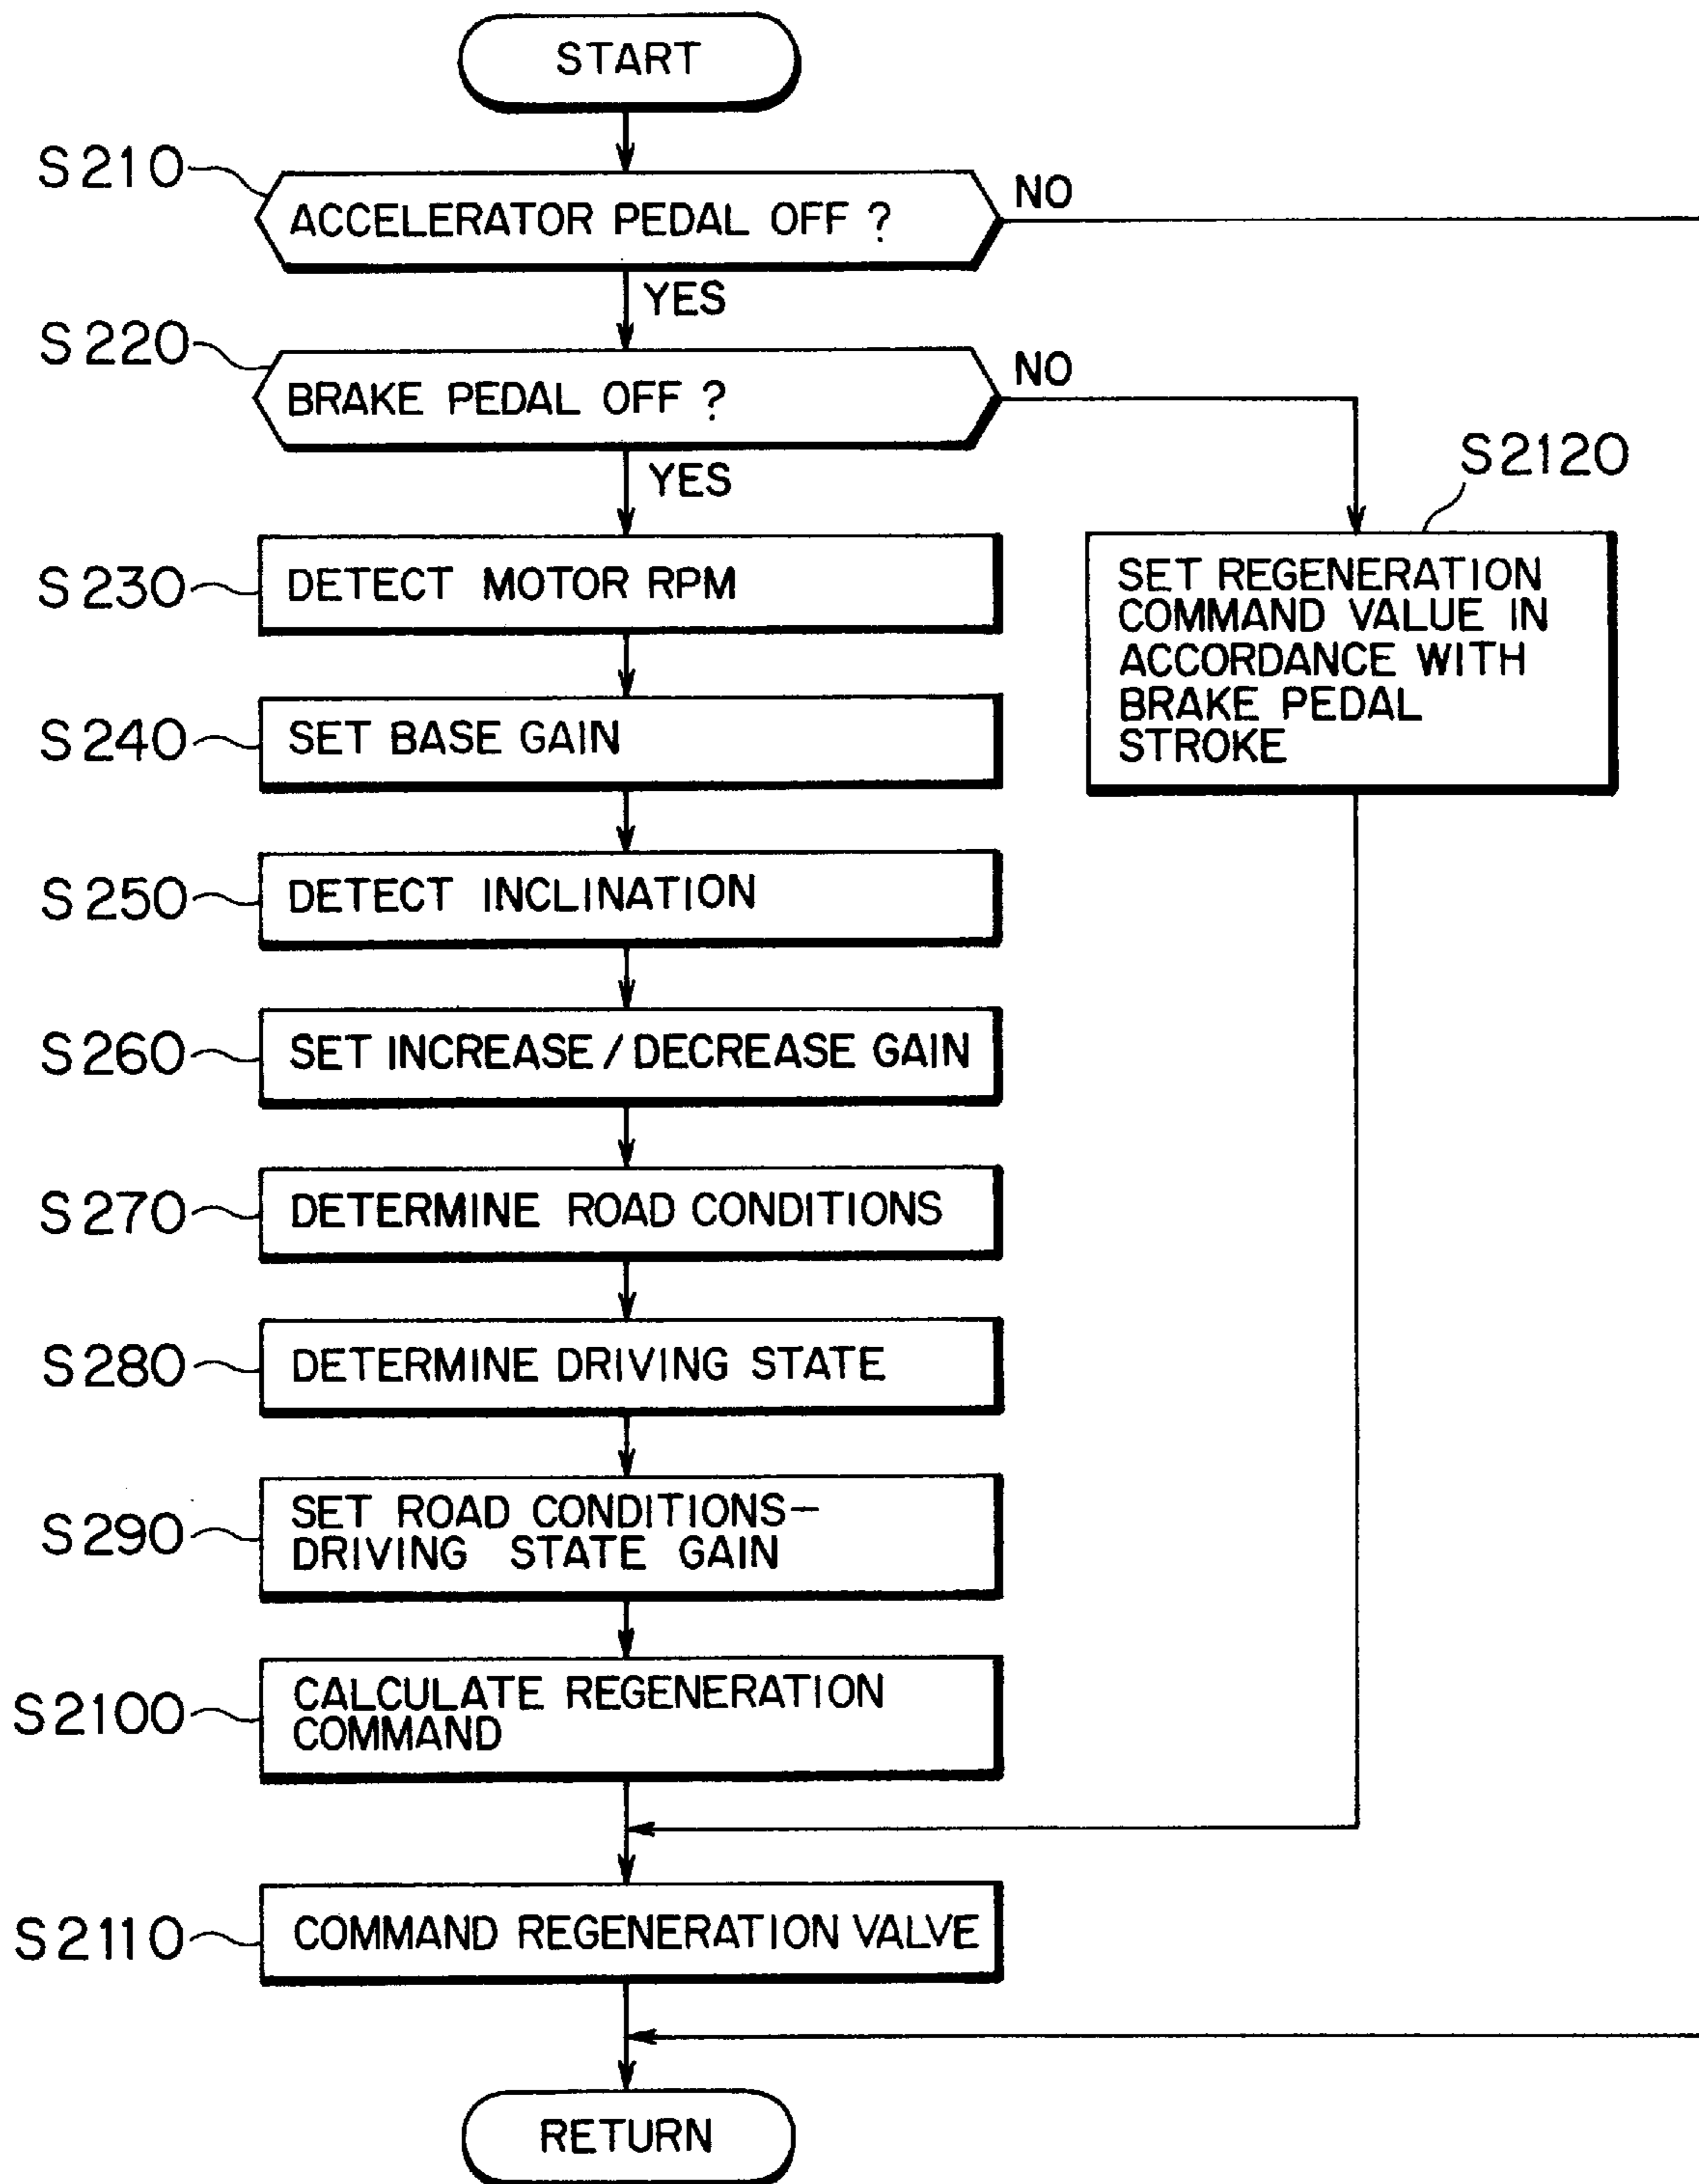 START
S210
ACCELERATOR PEDAL OFF ?
NO
YES
S220
BRAKE PEDAL OFF ?
NO
YES
S2120
SET REGENERATION
COMMAND VALUE IN
ACCORDANCE WITH
BRAKE PEDAL
STROKE
S230
DETECT MOTOR RPM
S240
SET BASE GAIN
S250
DETECT INCLINATION
S260
SET INCREASE / DECREASE GAIN
S270
DETERMINE ROAD CONDITIONS
S280
DETERMINE DRIVING STATE
S290
SET ROAD CONDITIONS-
DRIVING STATE GAIN
S2100
CALCULATE REGENERATION
COMMAND
S2110
COMMAND REGENERATION VALVE
RETURN